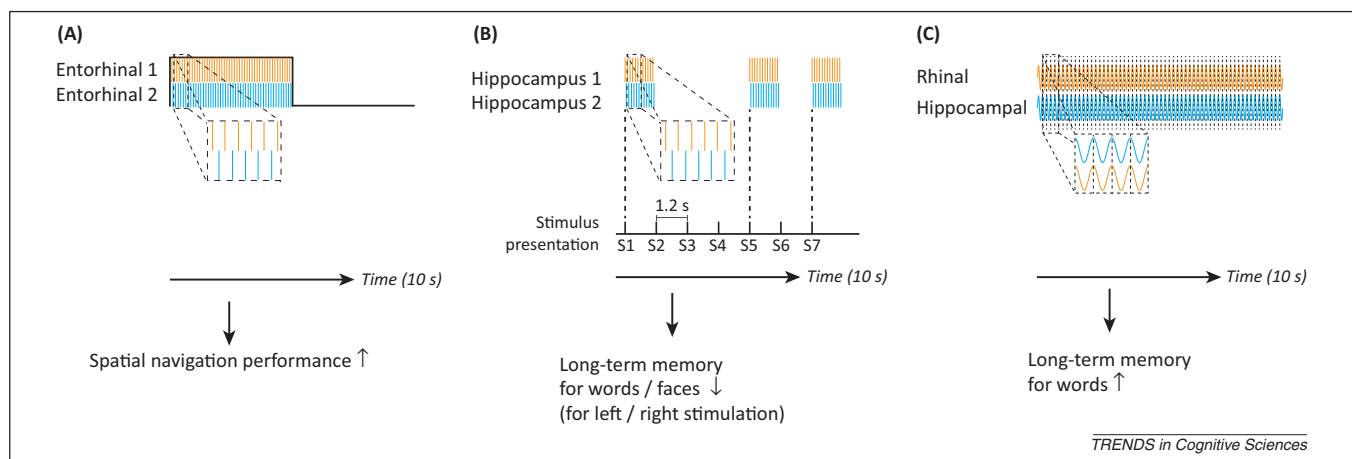 (A)
Entorhinal 1
Entorhinal 2
Time (10 s)
Spatial navigation performance ↑
(B)
Hippocampus 1
Hippocampus 2
1.2 s
Stimulus
presentation
S1 S2 S3 S4 S5 S6 S7
Time (10 s)
Long-term memory
for words / faces ↓
(for left / right stimulation)
(C)
Rhinal
Hippocampal
Time (10 s)
Long-term memory
for words ↑
TRENDS in Cognitive Sciences